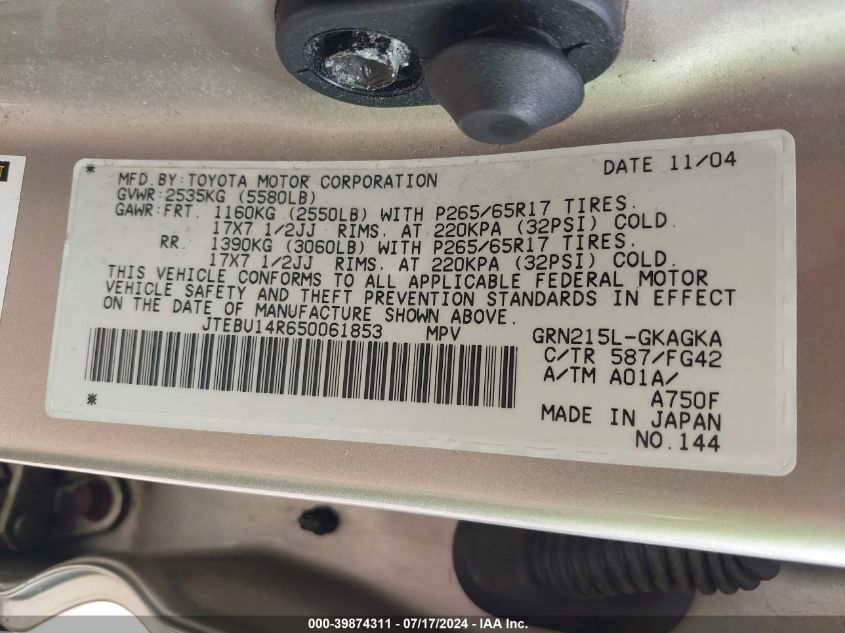 * DATE 11/04
MFD.BY:TOYOTA MOTOR CORPORATION
GVWR:2535KG (5580LB)
GAWR:FRT. 1160KG (2550LB) WITH P265/65R17 TIRES.
17X7 1/2JJ RIMS. AT 220KPA (32PSI) COLD.
RR. 1390KG (3060LB) WITH P265/65R17 TIRES.
17X7 1/2JJ RIMS. AT 220KPA (32PSI) COLD.
THIS VEHICLE CONFORMS TO ALL APPLICABLE FEDERAL MOTOR
VEHICLE SAFETY AND THEFT PREVENTION STANDARDS IN EFFECT
ON THE DATE OF MANUFACTURE SHOWN ABOVE.
JTEBU14R650061853 MPV GRN215L-GKAGKA
C/TR 587/FG42
A/TM A01A/
A750F
* MADE IN JAPAN
NO.144
000-39874311 - 07/17/2024 - IAA Inc.